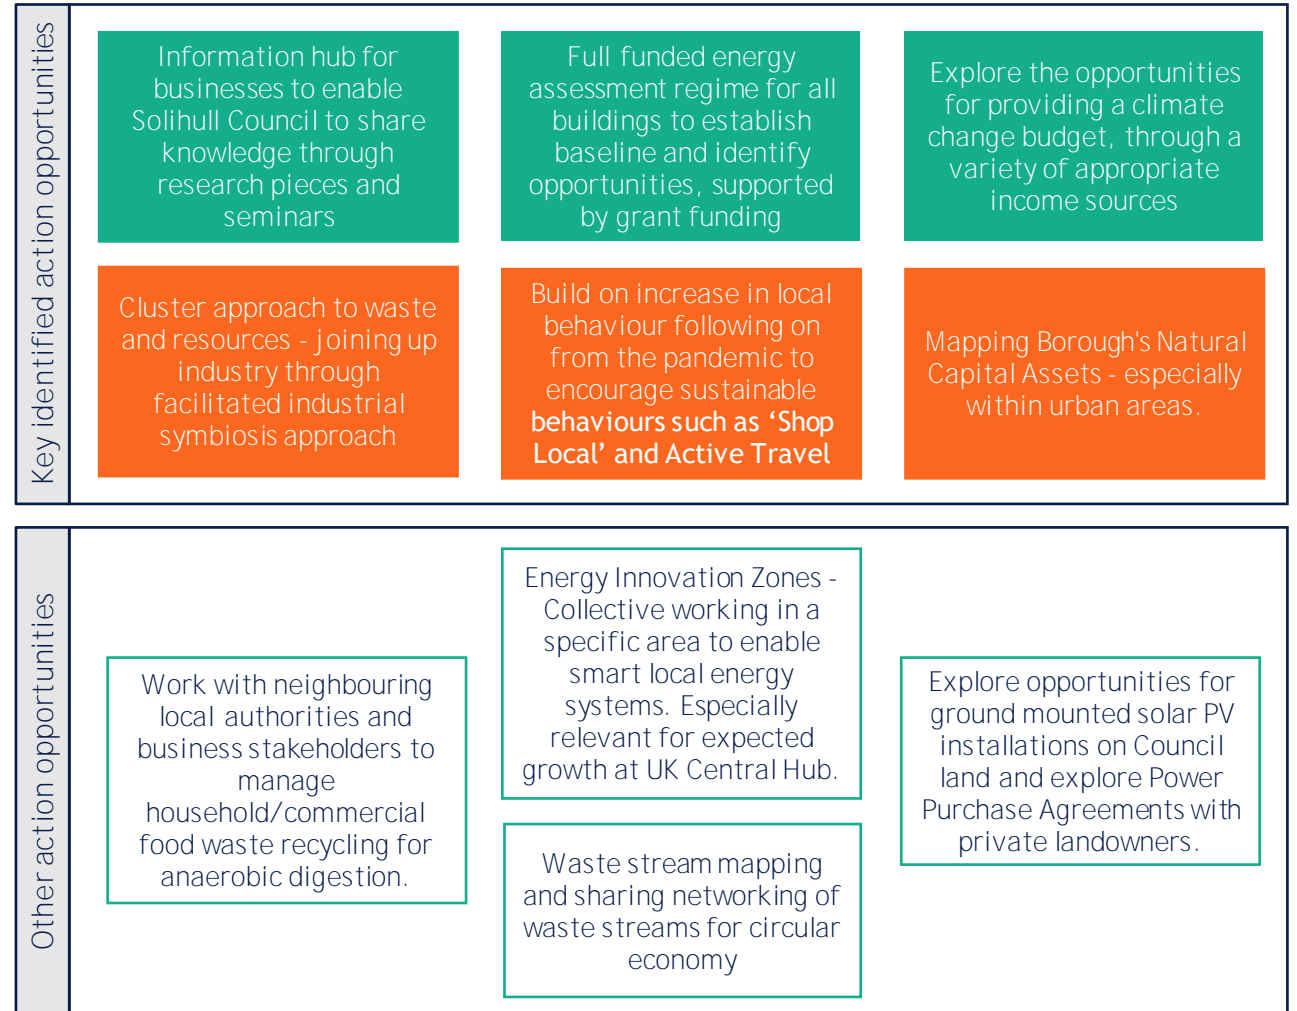 Key identified action opportunities
Information hub for
businesses to enable
Solihull Council to share
knowledge through
research pieces and
seminars
Full funded energy
assessment regime for all
buildings to establish
baseline and identify
opportunities, supported
by grant funding
Explore the opportunities
for providing a climate
change budget, through a
variety of appropriate
income sources
Cluster approach to waste
and resources - joining up
industry through
facilitated industrial
symbiosis approach
Build on increase in local
behaviour following on
from the pandemic to
encourage sustainable
behaviours such as ‘Shop
Local’ and Active Travel
Mapping Borough's Natural
Capital Assets - especially
within urban areas.
Other action opportunities
Work with neighbouring
local authorities and
business stakeholders to
manage
household/commercial
food waste recycling for
anaerobic digestion.
Energy Innovation Zones -
Collective working in a
specific area to enable
smart local energy
systems. Especially
relevant for expected
growth at UK Central Hub.
Waste stream mapping
and sharing networking of
waste streams for circular
economy
Explore opportunities for
ground mounted solar PV
installations on Council
land and explore Power
Purchase Agreements with
private landowners.